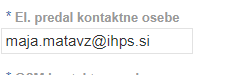 * El. predal kontaktne osebe
maja.matavz@ihps.si